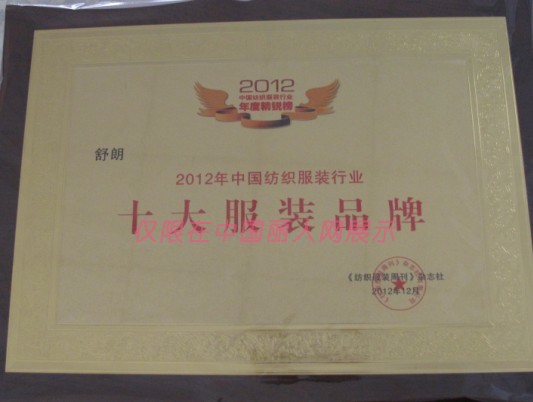 2012
中国纺织服装行业
年度精锐榜
舒朗
2012年中国纺织服装行业
十大服装品牌
仅限在中国丽人网展示
《纺织服装周刊》杂志社
2012年12月